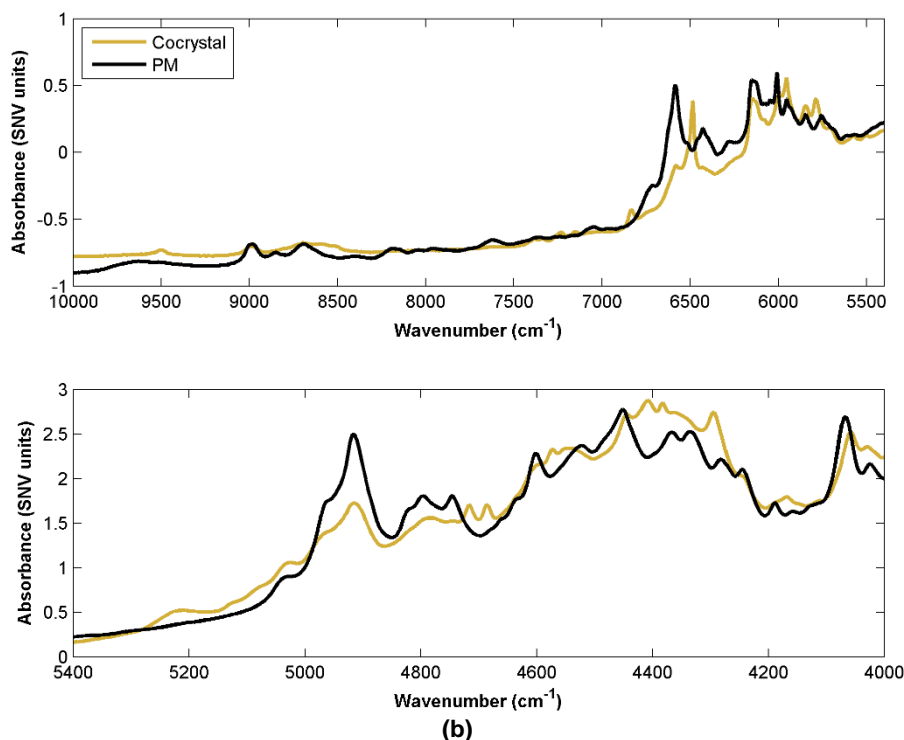 1
0.5
0
-0.5
-1
Absorbance (SNV units)
Cocrystal
PM
10000 9500 9000 8500 8000 7500 7000 6500 6000 5500
Wavenumber (cm⁻¹)
3
2.5
2
1.5
1
0.5
0
Absorbance (SNV units)
5400 5200 5000 4800 4600 4400 4200 4000
Wavenumber (cm⁻¹)
(b)